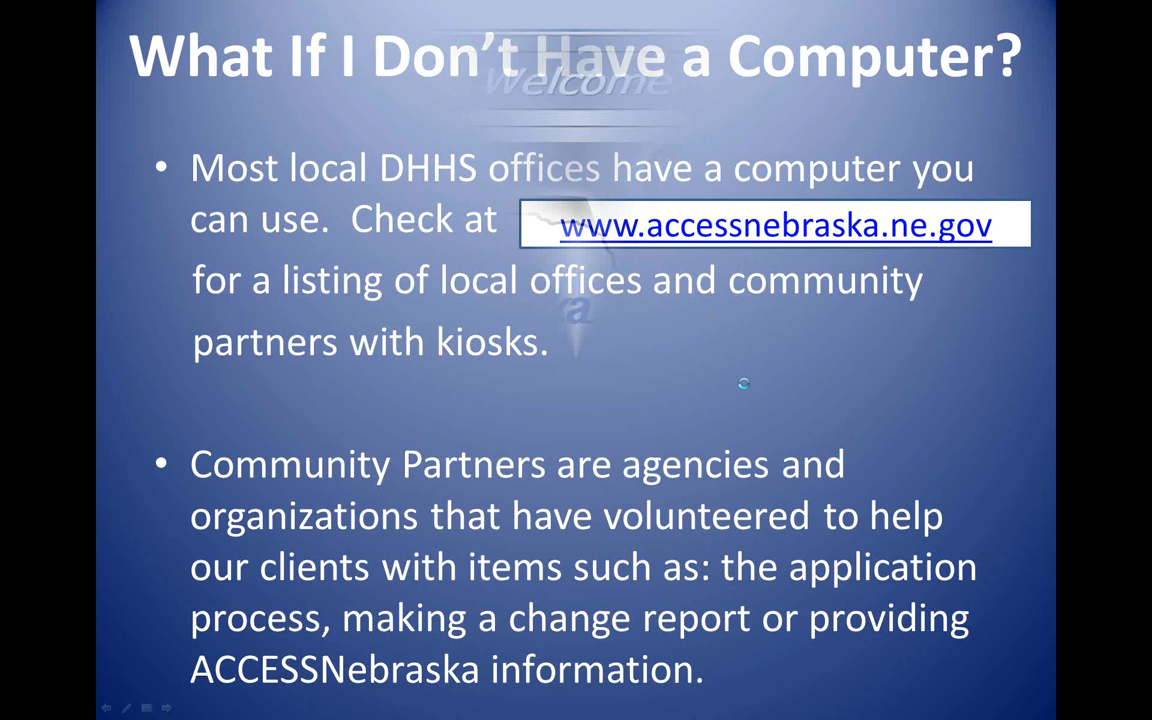 What If I Don't Have a Computer?
Welcome
• Most local DHHS offices have a computer you
can use. Check at www.accessnebraska.ne.gov
for a listing of local offices and community
partners with kiosks.
• Community Partners are agencies and
organizations that have volunteered to help
our clients with items such as: the application
process, making a change report or providing
ACCESSNebraska information.